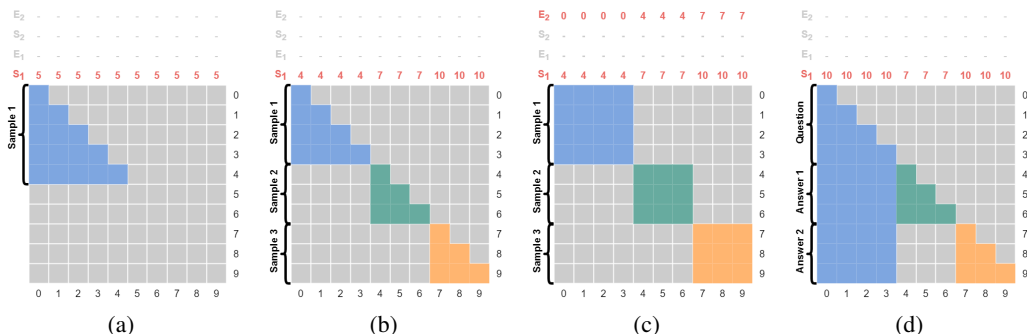 E2 - - - - - - - - - -
S2 - - - - - - - - - -
E1 - - - - - - - - - -
S1 5 5 5 5 5 5 5 5 5 5
Sample 1
0
1
2
3
4
5
6
7
8
9
0 1 2 3 4 5 6 7 8 9
(a)
E2 - - - - - - - - - -
S2 - - - - - - - - - -
E1 - - - - - - - - - -
S1 4 4 4 4 7 7 7 10 10 10
Sample 1
Sample 2
Sample 3
0
1
2
3
4
5
6
7
8
9
0 1 2 3 4 5 6 7 8 9
(b)
E2 0 0 0 0 4 4 4 7 7 7
S2 - - - - - - - - - -
E1 - - - - - - - - - -
S1 4 4 4 4 7 7 7 10 10 10
Sample 1
Sample 2
Sample 3
0
1
2
3
4
5
6
7
8
9
0 1 2 3 4 5 6 7 8 9
(c)
E2 - - - - - - - - - -
S2 - - - - - - - - - -
E1 - - - - - - - - - -
S1 10 10 10 10 7 7 7 10 10 10
Question
Answer 1
Answer 2
0
1
2
3
4
5
6
7
8
9
0 1 2 3 4 5 6 7 8 9
(d)